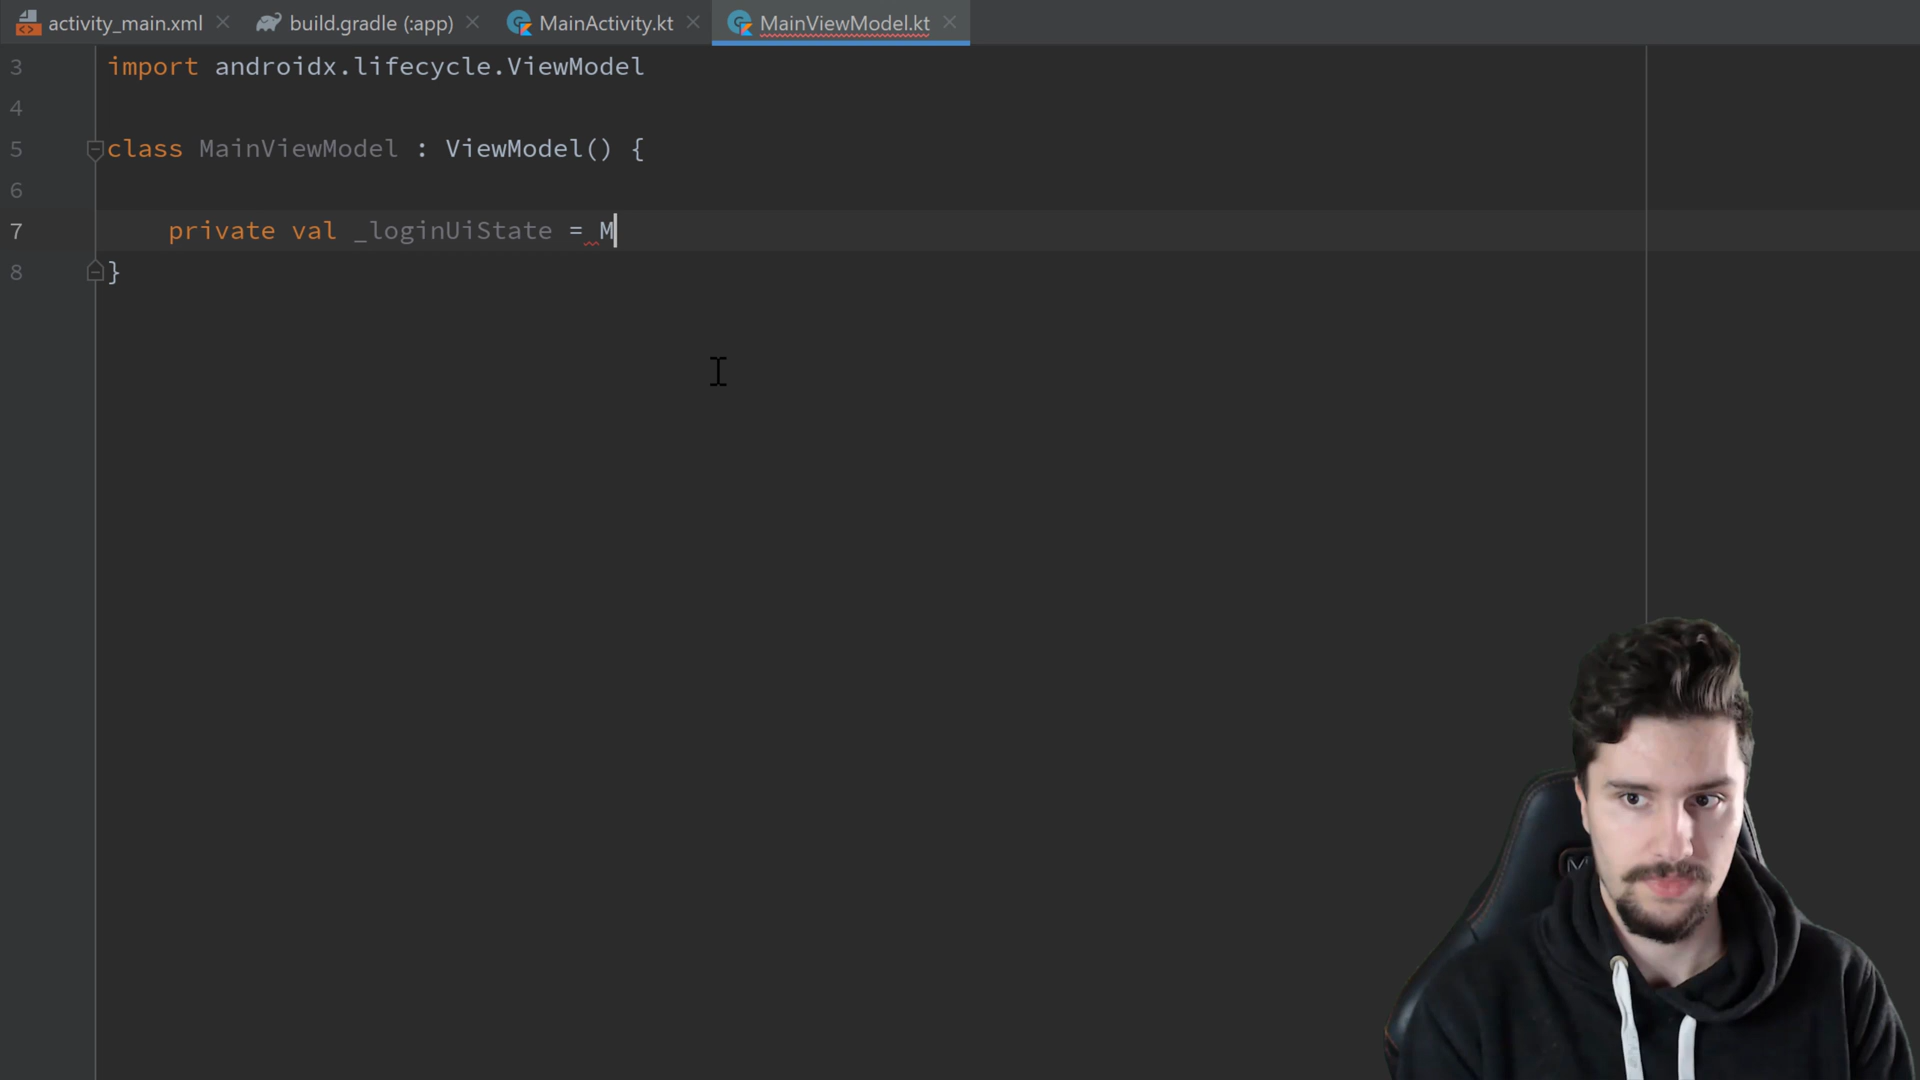 activity_main.xml
build.gradle (:app)
MainActivity.kt
MainViewModel.kt
3 import androidx.lifecycle.ViewModel
4
5 class MainViewModel : ViewModel() {
6
7 private val _loginUiState = M
8 }